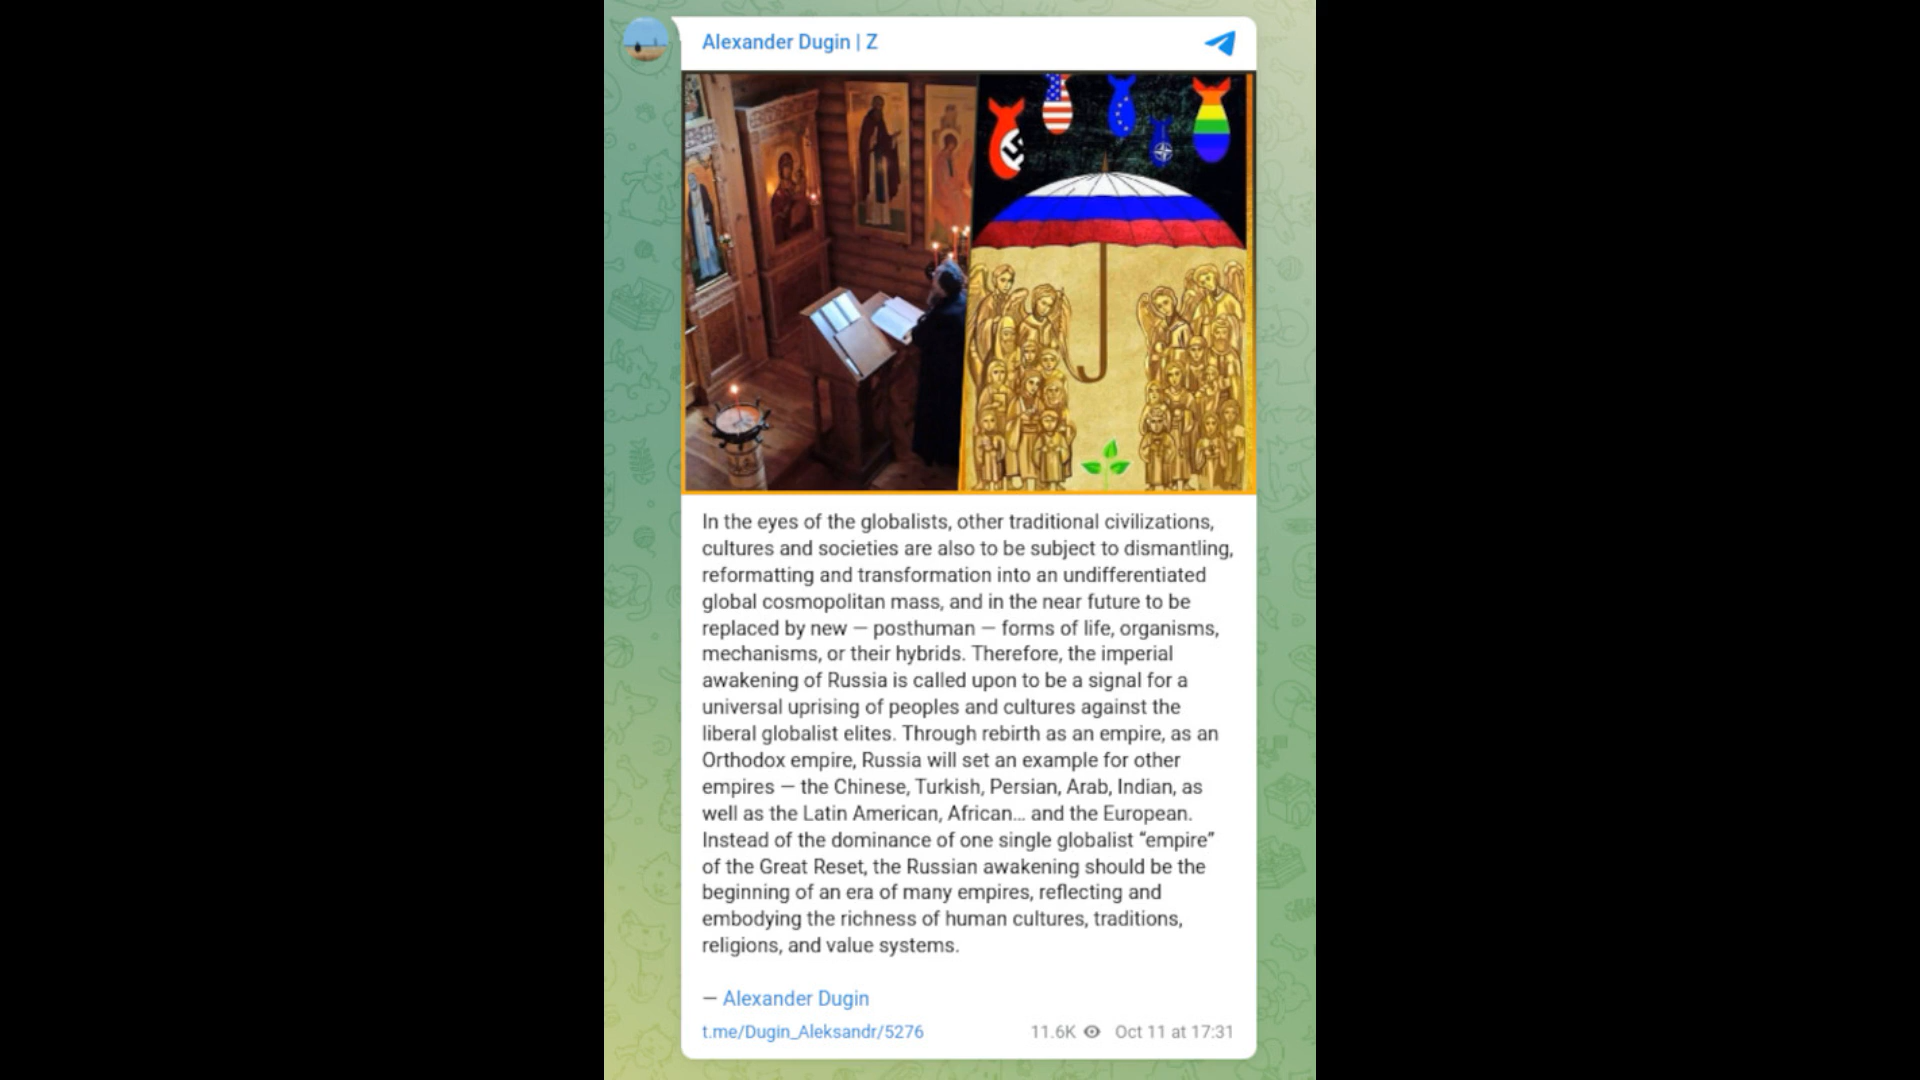 Alexander Dugin | Z
In the eyes of the globalists, other traditional civilizations,
cultures and societies are also to be subject to dismantling,
reformatting and transformation into an undifferentiated
global cosmopolitan mass, and in the near future to be
replaced by new — posthuman — forms of life, organisms,
mechanisms, or their hybrids. Therefore, the imperial
awakening of Russia is called upon to be a signal for a
universal uprising of peoples and cultures against the
liberal globalist elites. Through rebirth as an empire, as an
Orthodox empire, Russia will set an example for other
empires — the Chinese, Turkish, Persian, Arab, Indian, as
well as the Latin American, African... and the European.
Instead of the dominance of one single globalist “empire”
of the Great Reset, the Russian awakening should be the
beginning of an era of many empires, reflecting and
embodying the richness of human cultures, traditions,
religions, and value systems.
— Alexander Dugin
t.me/Dugin_Aleksandr/5276 11.6K Oct 11 at 17:31